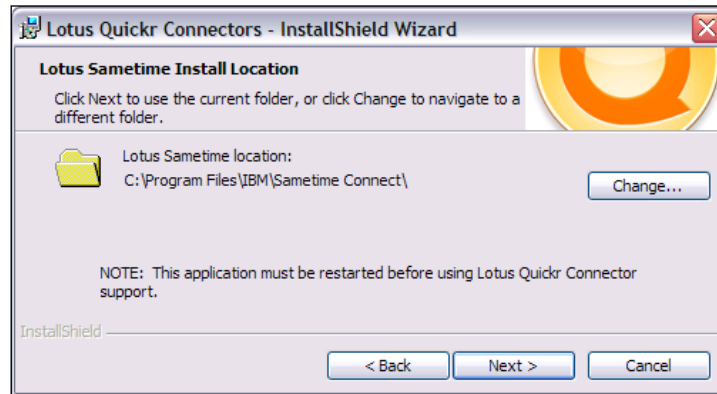 Lotus Quickr Connectors - InstallShield Wizard
Lotus Sametime Install Location
Click Next to use the current folder, or click Change to navigate to a
different folder.
Lotus Sametime location:
C:\Program Files\IBM\Sametime Connect\
Change...
NOTE: This application must be restarted before using Lotus Quickr Connector
support.
InstallShield
< Back
Next >
Cancel